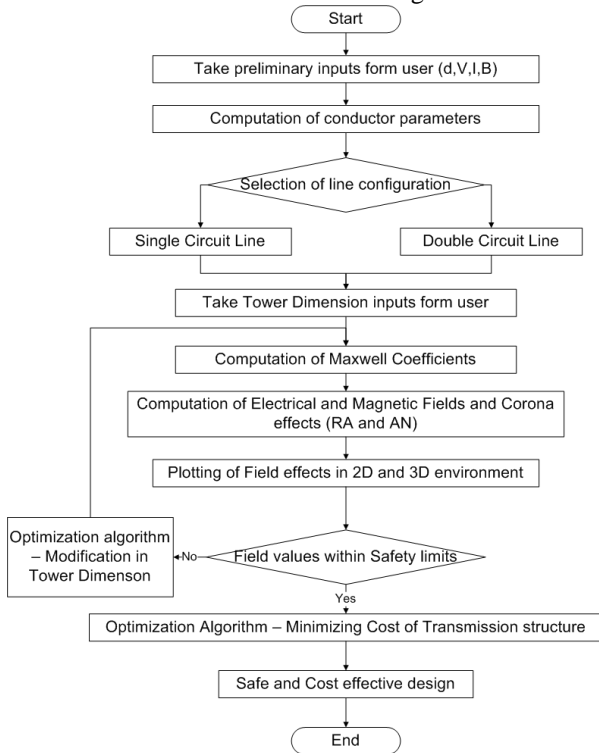 Start
Take preliminary inputs form user (d,V,I,B)
Computation of conductor parameters
Selection of line configuration
Single Circuit Line
Double Circuit Line
Take Tower Dimension inputs form user
Computation of Maxwell Coefficients
Computation of Electrical and Magnetic Fields and Corona
effects (RA and AN)
Plotting of Field effects in 2D and 3D environment
Optimization algorithm
– Modification in
Tower Dimenson
No
Field values within Safety limits
Yes
Optimization Algorithm – Minimizing Cost of Transmission structure
Safe and Cost effective design
End